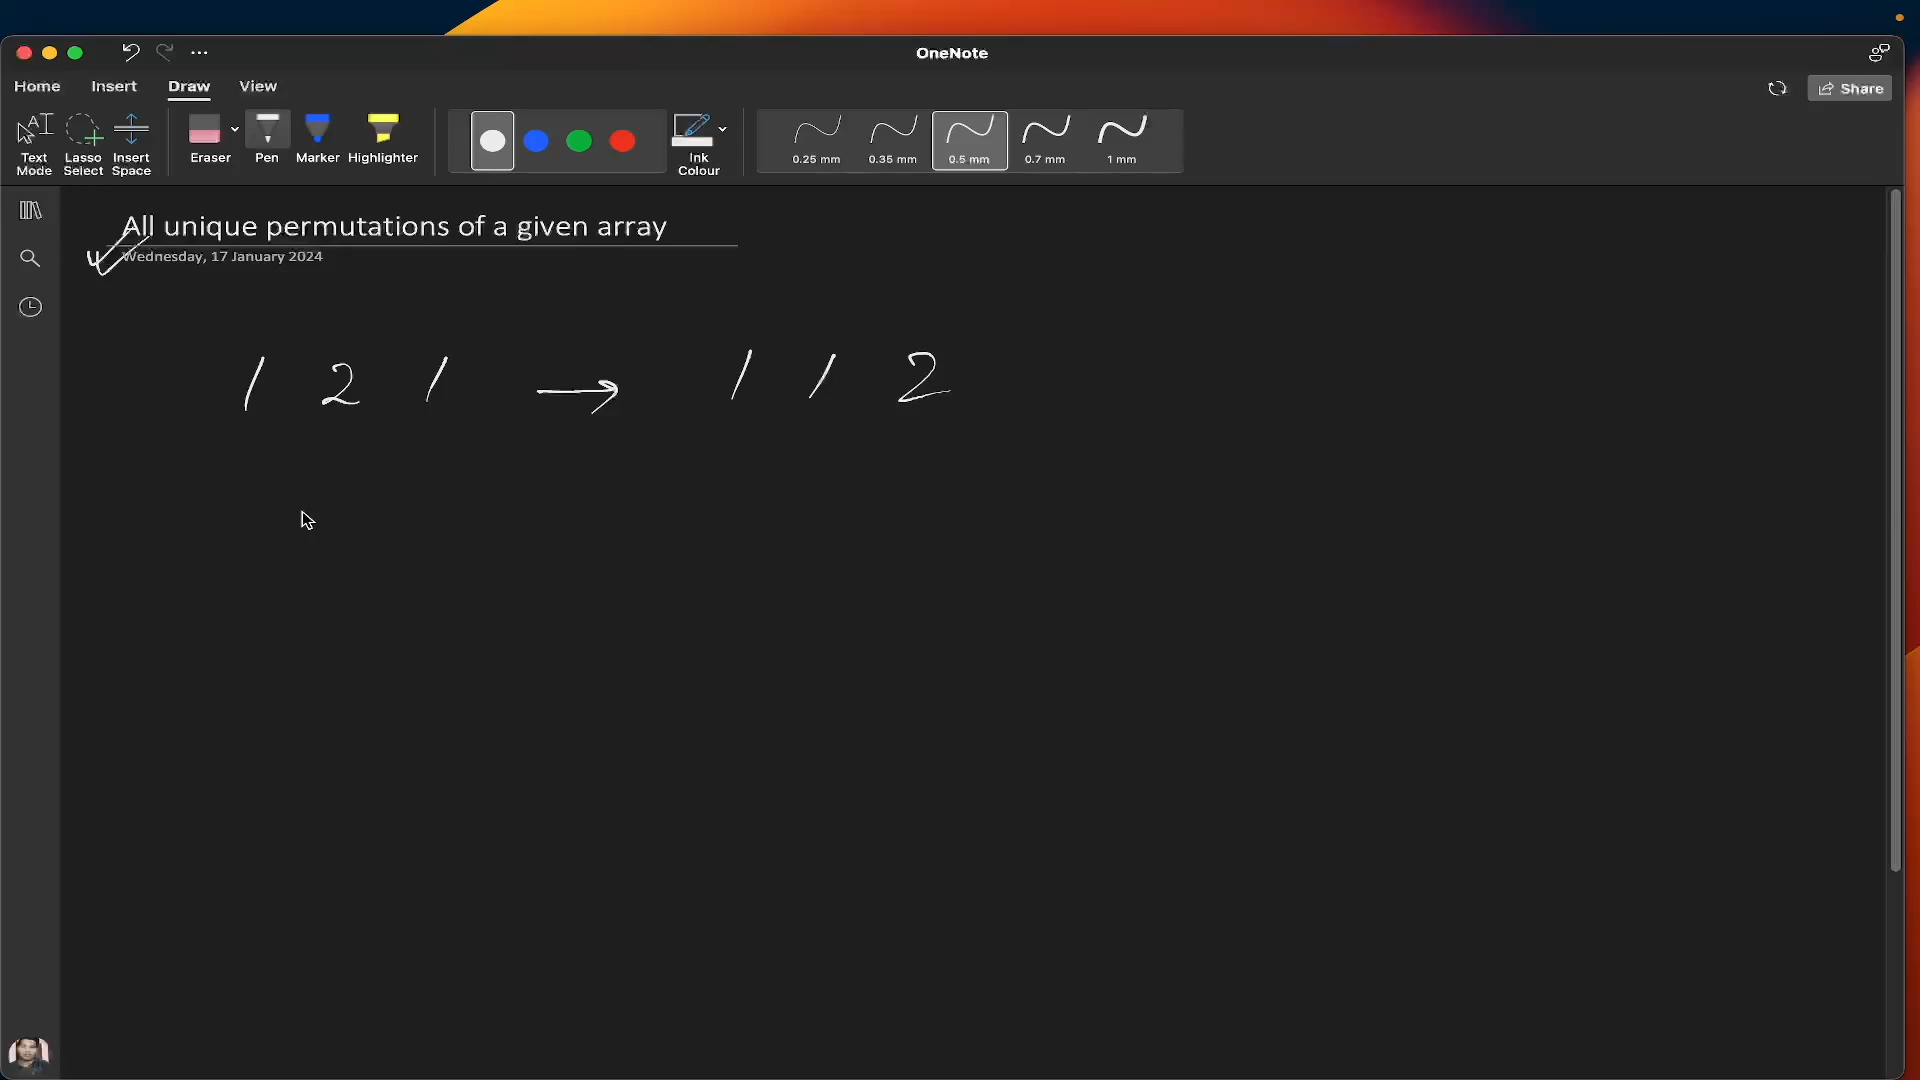 OneNote
Home Insert Draw View
Share
Text Mode
Lasso Select
Insert Space
Eraser
Pen
Marker
Highlighter
Ink Colour
0.25 mm
0.35 mm
0.5 mm
0.7 mm
1 mm
All unique permutations of a given array
Wednesday, 17 January 2024
1 2 1 → 1 1 2